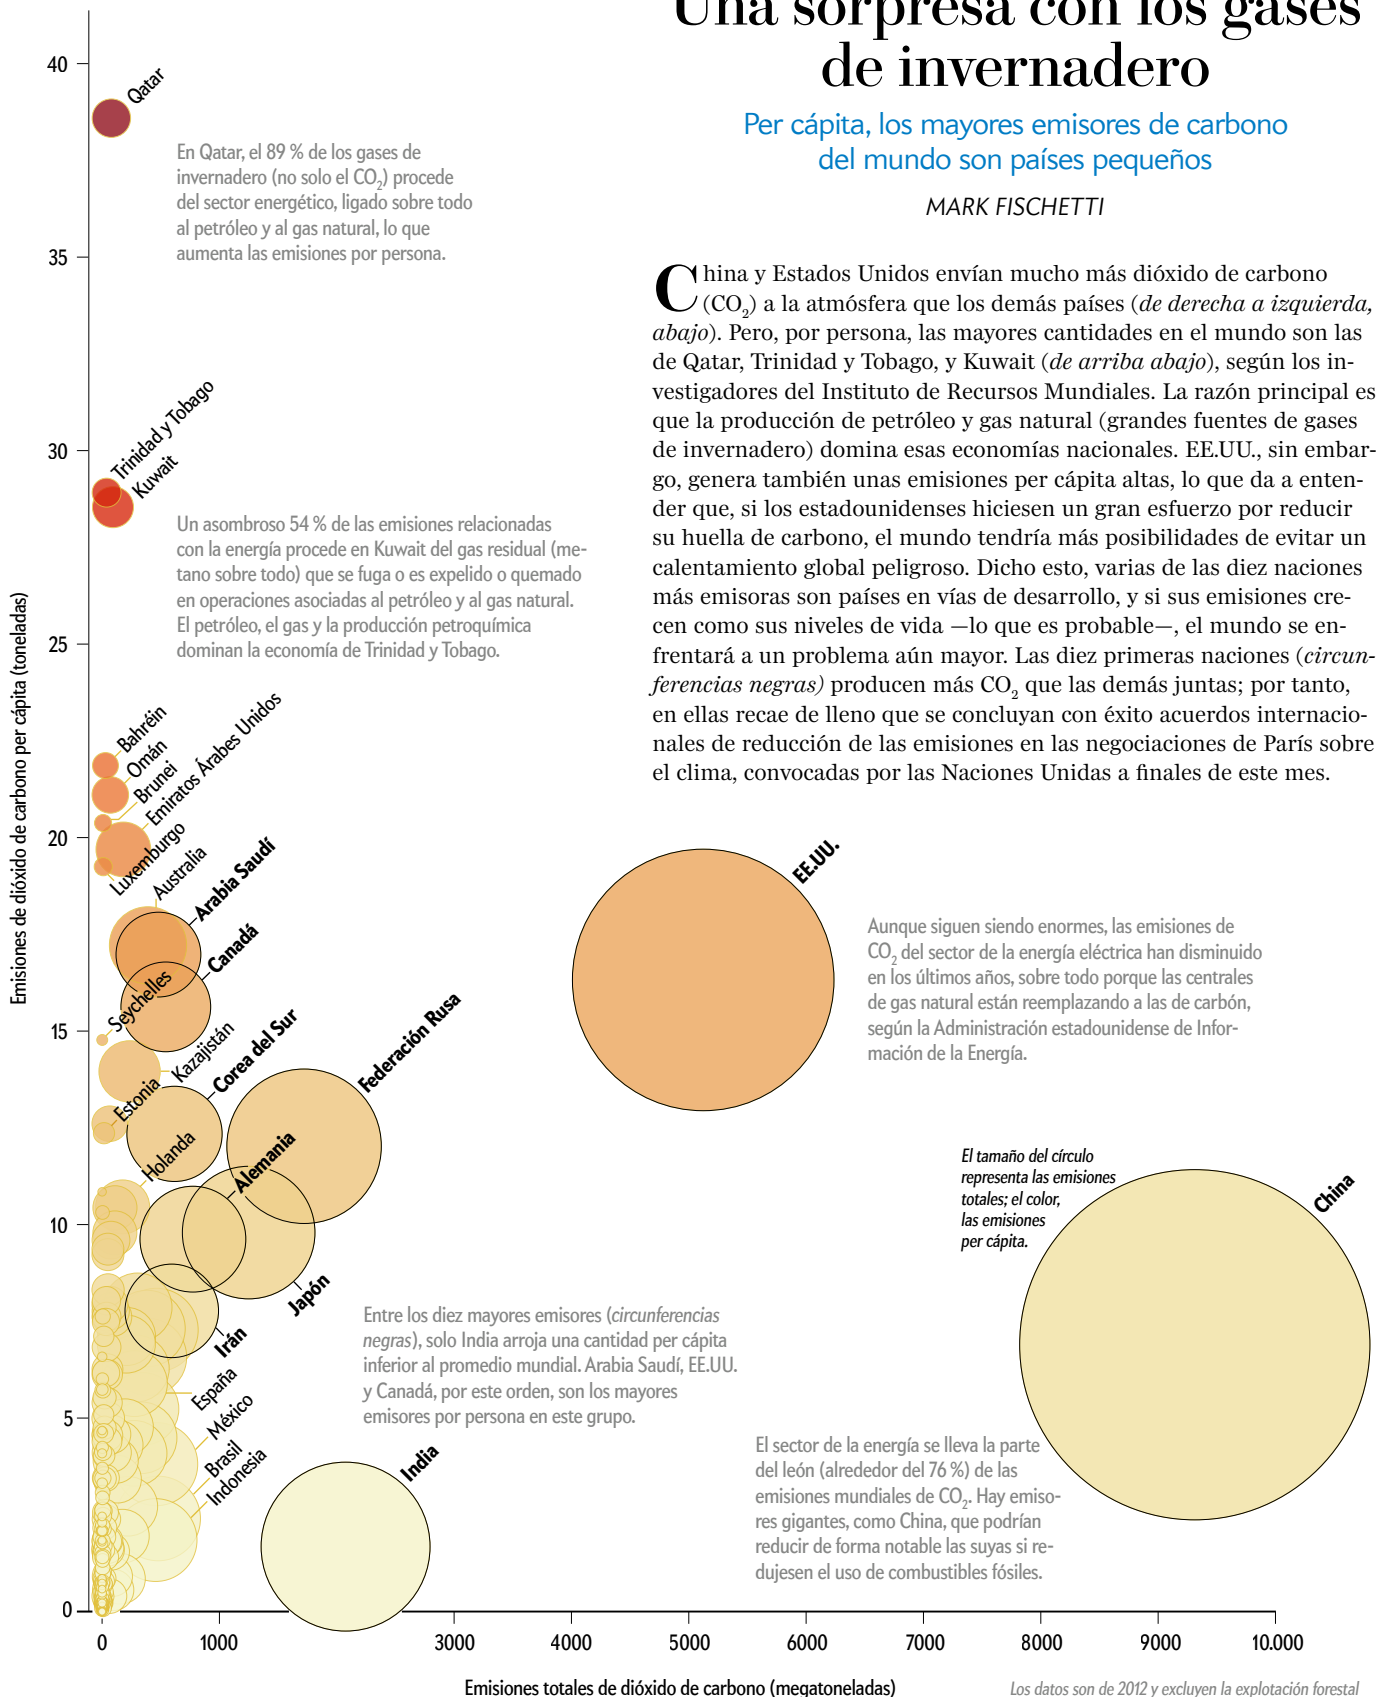 Una sorpresa con los gases
de invernadero
Per cápita, los mayores emisores de carbono
del mundo son países pequeños
MARK FISCHETTI
China y Estados Unidos envían mucho más dióxido de carbono
(CO₂) a la atmósfera que los demás países (de derecha a izquierda,
abajo). Pero, por persona, las mayores cantidades en el mundo son las
de Qatar, Trinidad y Tobago, y Kuwait (de arriba abajo), según los in-
vestigadores del Instituto de Recursos Mundiales. La razón principal es
que la producción de petróleo y gas natural (grandes fuentes de gases
de invernadero) domina esas economías nacionales. EE.UU., sin embar-
go, genera también unas emisiones per cápita altas, lo que da a enten-
der que, si los estadounidenses hiciesen un gran esfuerzo por reducir
su huella de carbono, el mundo tendría más posibilidades de evitar un
calentamiento global peligroso. Dicho esto, varias de las diez naciones
más emisoras son países en vías de desarrollo, y si sus emisiones cre-
cen como sus niveles de vida —lo que es probable—, el mundo se en-
frentará a un problema aún mayor. Las diez primeras naciones (circun-
ferencias negras) producen más CO₂ que las demás juntas; por tanto,
en ellas recae de lleno que se concluyan con éxito acuerdos internacio-
nales de reducción de las emisiones en las negociaciones de París sobre
el clima, convocadas por las Naciones Unidas a finales de este mes.
Emisiones de dióxido de carbono per cápita (toneladas)
40
35
30
25
20
15
10
5
0
Qatar
En Qatar, el 89 % de los gases de
invernadero (no solo el CO₂) procede
del sector energético, ligado sobre todo
al petróleo y al gas natural, lo que
aumenta las emisiones por persona.
Trinidad y Tobago
Kuwait
Un asombroso 54 % de las emisiones relacionadas
con la energía procede en Kuwait del gas residual (me-
tano sobre todo) que se fuga o es expelido o quemado
en operaciones asociadas al petróleo y al gas natural.
El petróleo, el gas y la producción petroquímica
dominan la economía de Trinidad y Tobago.
Bahréin
Omán
Brunei
Emiratos Árabes Unidos
Luxemburgo
Australia
Arabia Saudí
Canadá
Seychelles
Kazajistán
Corea del Sur
Federación Rusa
Estonia
Holanda
Alemania
Japón
Irán
España
México
Brasil
Indonesia
India
EE.UU.
Aunque siguen siendo enormes, las emisiones de
CO₂ del sector de la energía eléctrica han disminuido
en los últimos años, sobre todo porque las centrales
de gas natural están reemplazando a las de carbón,
según la Administración estadounidense de Infor-
mación de la Energía.
El tamaño del círculo
representa las emisiones
totales; el color,
las emisiones
per cápita.
China
Entre los diez mayores emisores (circunferencias
negras), solo India arroja una cantidad per cápita
inferior al promedio mundial. Arabia Saudí, EE.UU.
y Canadá, por este orden, son los mayores
emisores por persona en este grupo.
El sector de la energía se lleva la parte
del león (alrededor del 76 %) de las
emisiones mundiales de CO₂. Hay emiso-
res gigantes, como China, que podrían
reducir de forma notable las suyas si re-
dujesen el uso de combustibles fósiles.
0
1000
3000
4000
5000
6000
7000
8000
9000
10.000
Emisiones totales de dióxido de carbono (megatoneladas)
Los datos son de 2012 y excluyen la explotación forestal